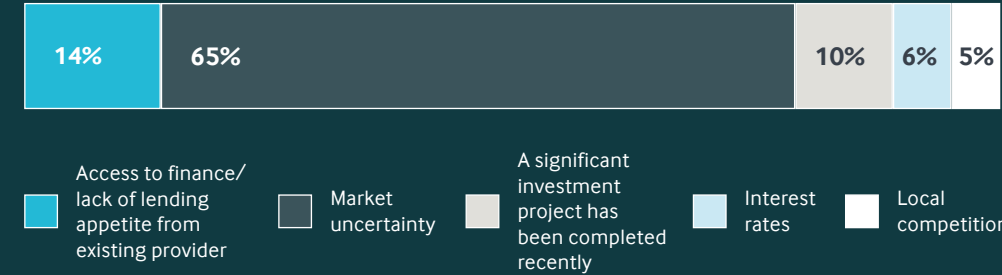 14% 65% 10% 6% 5%
Access to finance/
lack of lending
appetite from
existing provider
Market
uncertainty
A significant
investment
project has
been completed
recently
Interest
rates
Local
competition